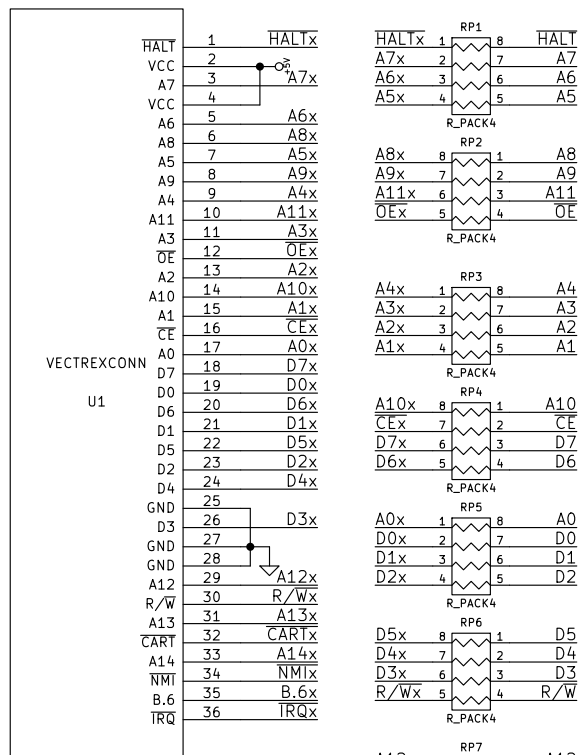 HALT 1 HALTx
VCC 2 +5V
A7 3 A7x
VCC 4
A6 5 A6x
A8 6 A8x
A5 7 A5x
A9 8 A9x
A4 9 A4x
A11 10 A11x
A3 11 A3x
OE 12 OEx
A2 13 A2x
A10 14 A10x
A1 15 A1x
CE 16 CEx
A0 17 A0x
D7 18 D7x
VECTREXCONN
U1
D0 19 D0x
D6 20 D6x
D1 21 D1x
D5 22 D5x
D2 23 D2x
D4 24 D4x
GND 25
D3 26 D3x
GND 27
GND 28
A12 29 A12x
R/W 30 R/Wx
A13 31 A13x
CART 32 CARTx
A14 33 A14x
NMI 34 NMIx
B.6 35 B.6x
IRQ 36 IRQx
RP1
HALTx 1 8 HALT
A7x 2 7 A7
A6x 3 6 A6
A5x 4 5 A5
R_PACK4
RP2
A8x 8 1 A8
A9x 7 2 A9
A11x 6 3 A11
OEx 5 4 OE
R_PACK4
RP3
A4x 1 8 A4
A3x 2 7 A3
A2x 3 6 A2
A1x 4 5 A1
R_PACK4
RP4
A10x 8 1 A10
CEx 7 2 CE
D7x 6 3 D7
D6x 5 4 D6
R_PACK4
RP5
A0x 1 8 A0
D0x 2 7 D0
D1x 3 6 D1
D2x 4 5 D2
R_PACK4
RP6
D5x 8 1 D5
D4x 7 2 D4
D3x 6 3 D3
R/Wx 5 4 R/W
R_PACK4
RP7